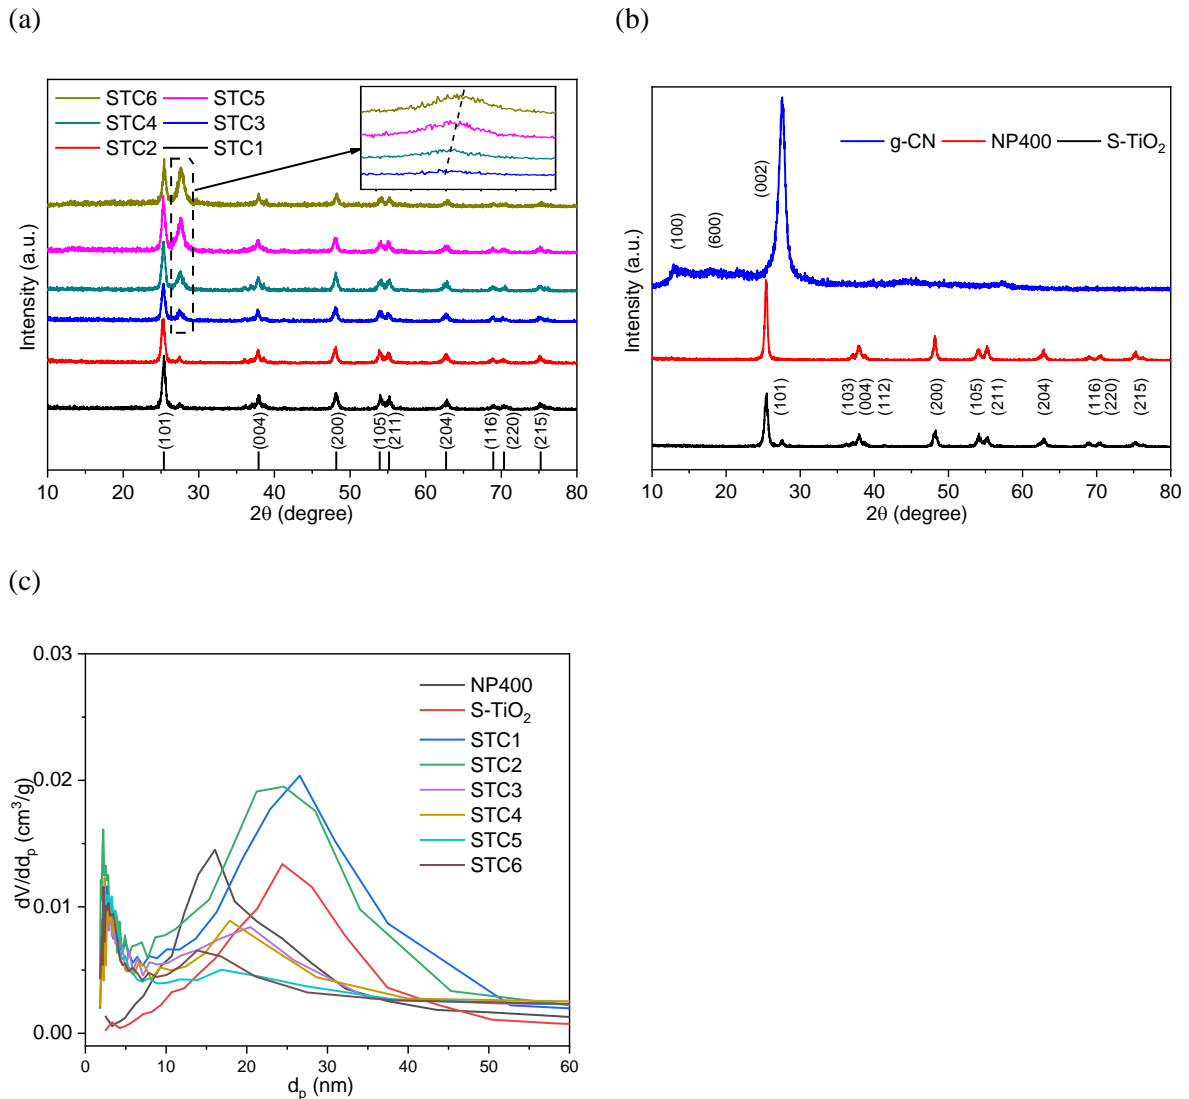 (a)
STC6 STC5
STC4 STC3
STC2 STC1
Intensity (a.u.)
(101) (004) (200) (105) (211) (204) (116) (220) (215)
10 20 30 40 50 60 70 80
2θ (degree)
(b)
g-CN NP400 S-TiO₂
(100) (600) (002)
Intensity (a.u.)
(101) (103) (004) (112) (200) (105) (211) (204) (116) (220) (215)
10 20 30 40 50 60 70 80
2θ (degree)
(c)
NP400
S-TiO₂
STC1
STC2
STC3
STC4
STC5
STC6
dV/ddₚ (cm³/g)
0.03
0.02
0.01
0.00
0 5 10 20 30 40 50 60
dₚ (nm)